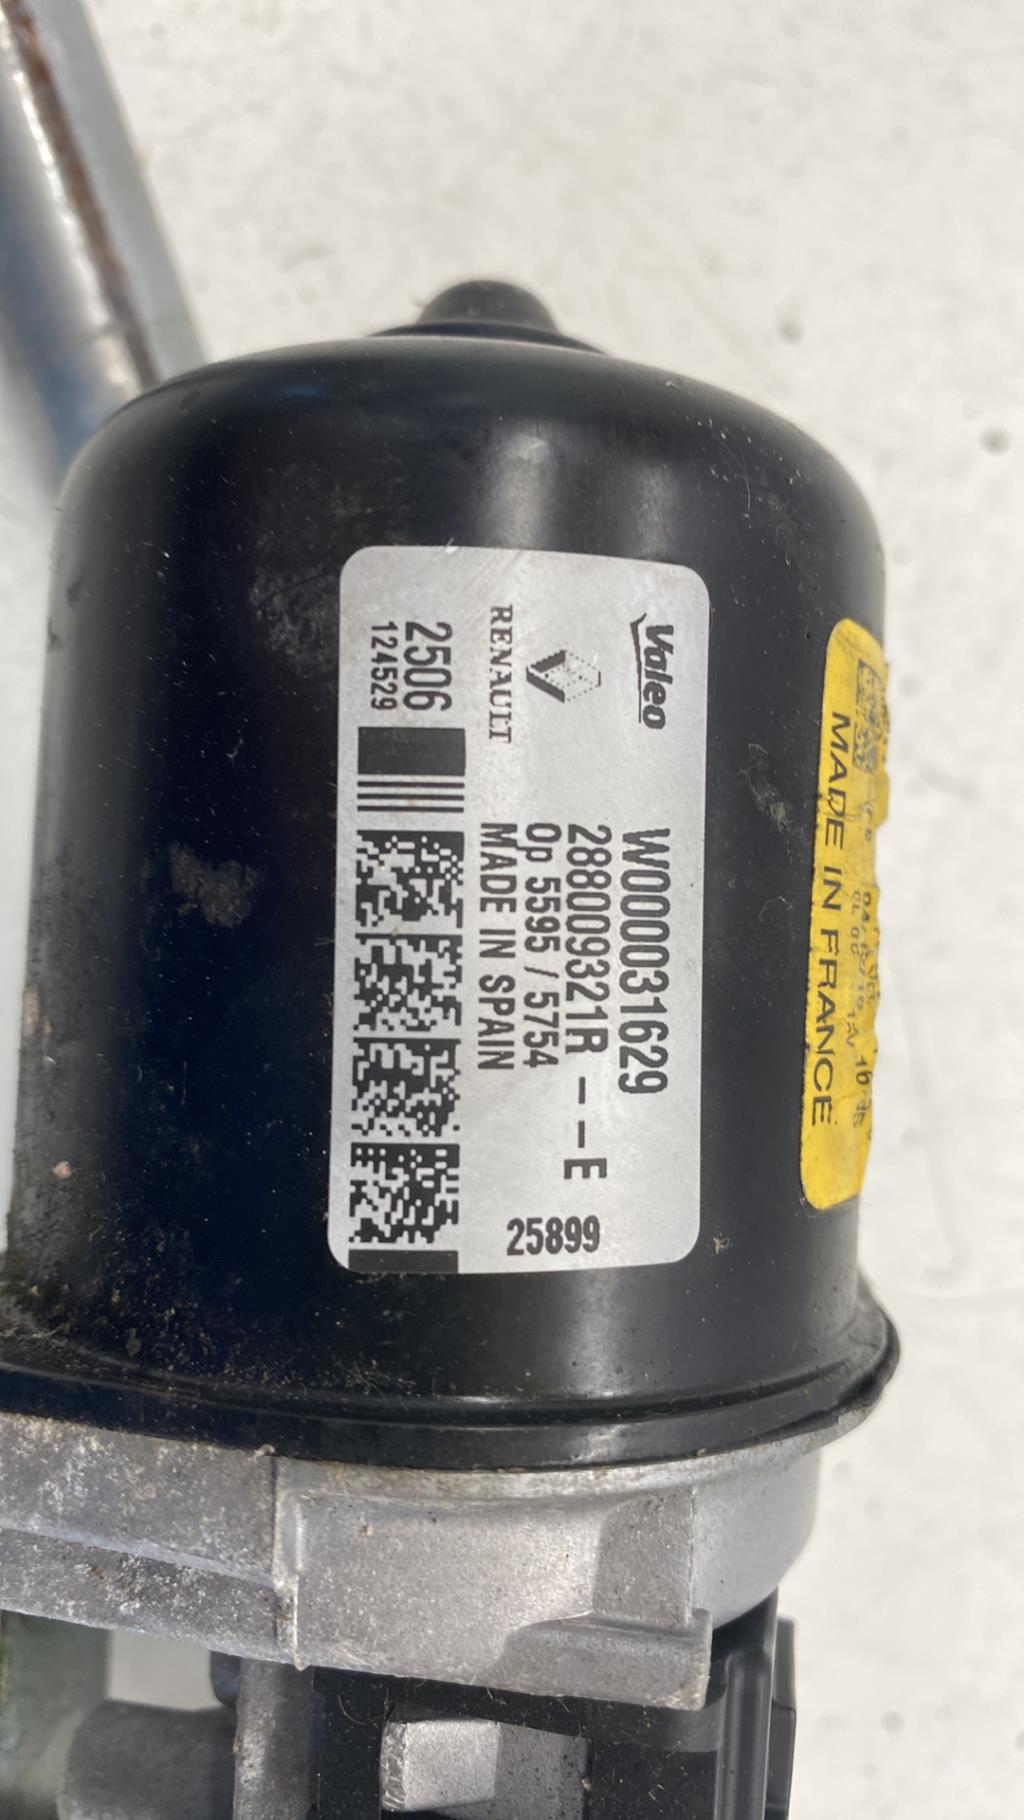 Valeo
RENAULT
2506
124529
W000031629
288009321R -- E
Op 5595 / 5754
MADE IN SPAIN
25899
MADE IN FRANCE